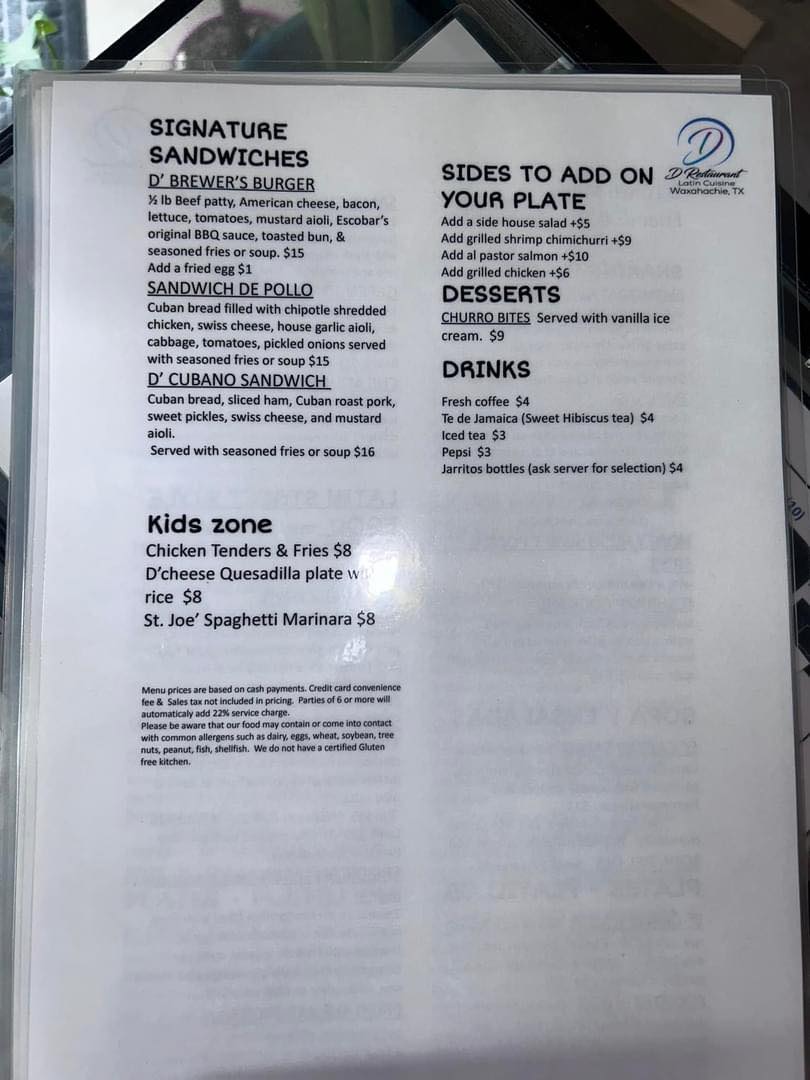 SIGNATURE
SANDWICHES
D' BREWER'S BURGER
½ lb Beef patty, American cheese, bacon,
lettuce, tomatoes, mustard aioli, Escobar's
original BBQ sauce, toasted bun, &
seasoned fries or soup. $15
Add a fried egg $1
SANDWICH DE POLLO
Cuban bread filled with chipotle shredded
chicken, swiss cheese, house garlic aioli,
cabbage, tomatoes, pickled onions served
with seasoned fries or soup $15
D' CUBANO SANDWICH
Cuban bread, sliced ham, Cuban roast pork,
sweet pickles, swiss cheese, and mustard
aioli.
Served with seasoned fries or soup $16
Kids zone
Chicken Tenders & Fries $8
D'cheese Quesadilla plate
rice $8
St. Joe' Spaghetti Marinara $8
Menu prices are based on cash payments. Credit card convenience
fee & Sales tax not included in pricing. Parties of 6 or more will
automaticaly add 22% service charge.
Please be aware that our food may contain or come into contact
with common allergens such as dairy, eggs, wheat, soybean, tree
nuts, peanut, fish, shellfish. We do not have a certified Gluten
free kitchen.
D
D Restaurant
Latin Cuisine
Waxahachie, TX
SIDES TO ADD ON
YOUR PLATE
Add a side house salad +$5
Add grilled shrimp chimichurri +$9
Add al pastor salmon +$10
Add grilled chicken +$6
DESSERTS
CHURRO BITES Served with vanilla ice
cream. $9
DRINKS
Fresh coffee $4
Te de Jamaica (Sweet Hibiscus tea) $4
Iced tea $3
Pepsi $3
Jarritos bottles (ask server for selection) $4